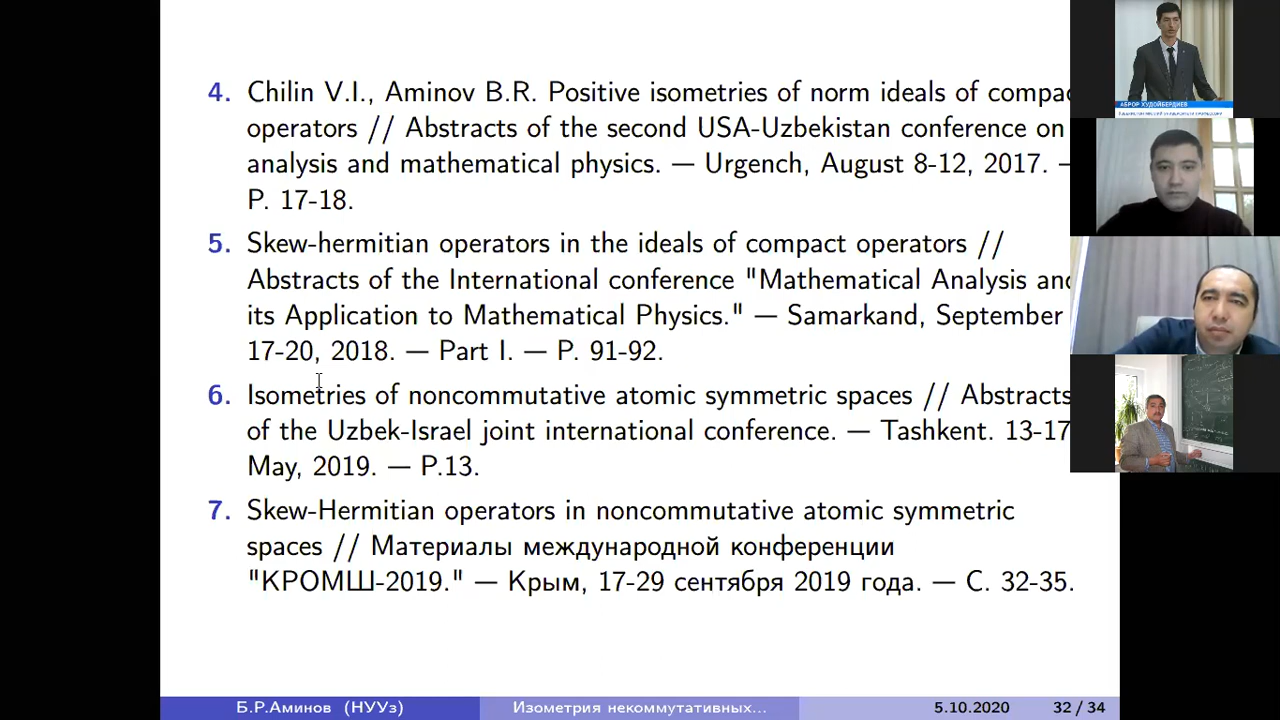 4. Chilin V.I., Aminov B.R. Positive isometries of norm ideals of compac
operators // Abstracts of the second USA-Uzbekistan conference on
analysis and mathematical physics. — Urgench, August 8-12, 2017. —
P. 17-18.
5. Skew-hermitian operators in the ideals of compact operators //
Abstracts of the International conference "Mathematical Analysis and
its Application to Mathematical Physics." — Samarkand, September
17-20, 2018. — Part I. — P. 91-92.
6. Isometries of noncommutative atomic symmetric spaces // Abstracts
of the Uzbek-Israel joint international conference. — Tashkent. 13-17
May, 2019. — P.13.
7. Skew-Hermitian operators in noncommutative atomic symmetric
spaces // Материалы международной конференции
"КРОМШ-2019." — Крым, 17-29 сентября 2019 года. — С. 32-35.
Б.Р.Аминов (НУУз) Изометрия некоммутативных... 5.10.2020 32 / 34
АБРОР ХУДОЙБЕРДИЕВ